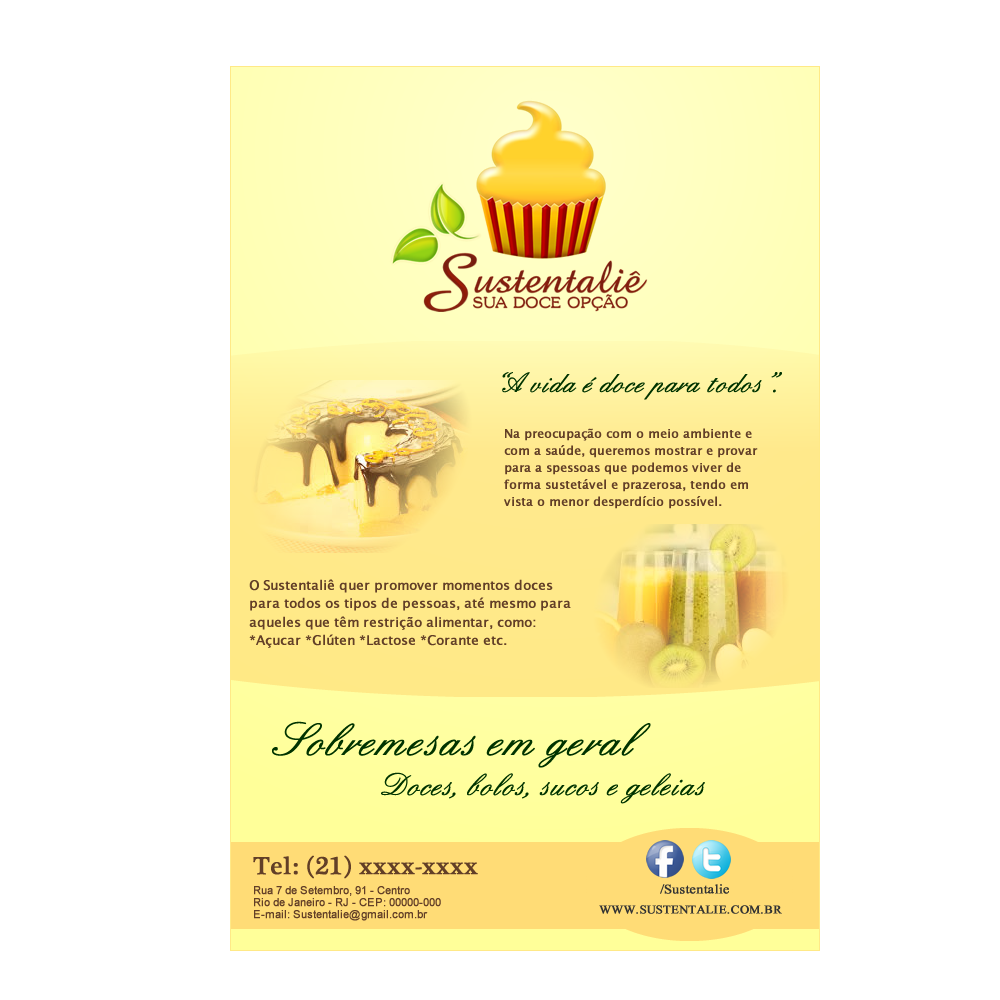 Sustentaliê
SUA DOCE OPÇÃO
“A vida é doce para todos”.
Na preocupação com o meio ambiente e
com a saúde, queremos mostrar e provar
para a spessoas que podemos viver de
forma sustetável e prazerosa, tendo em
vista o menor desperdício possível.
O Sustentaliê quer promover momentos doces
para todos os tipos de pessoas, até mesmo para
aqueles que têm restrição alimentar, como:
*Açucar *Glúten *Lactose *Corante etc.
Sobremesas em geral
Doces, bolos, sucos e geleias
Tel: (21) xxxx-xxxx
Rua 7 de Setembro, 91 - Centro
Rio de Janeiro - RJ - CEP: 00000-000
E-mail: Sustentalie@gmail.com.br
/Sustentalie
WWW.SUSTENTALIE.COM.BR